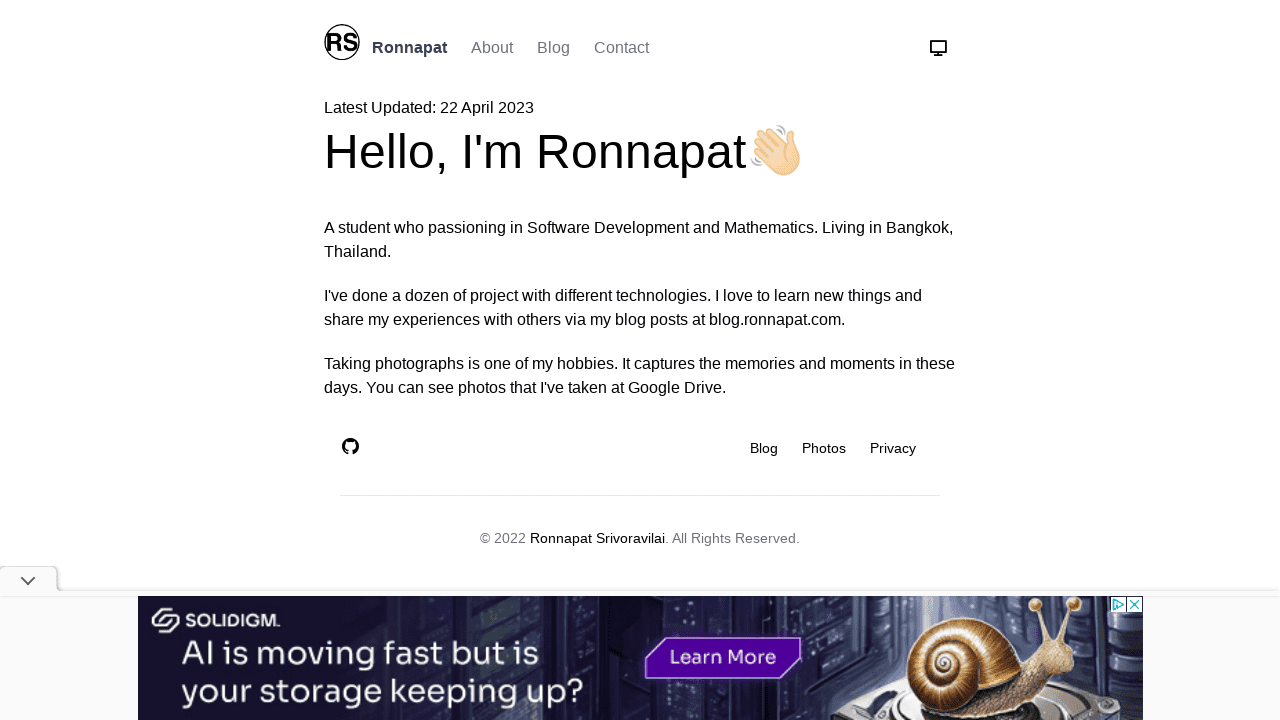 RS Ronnapat About Blog Contact
Latest Updated: 22 April 2023
Hello, I'm Ronnapat👋🏻
A student who passioning in Software Development and Mathematics. Living in Bangkok,
Thailand.
I've done a dozen of project with different technologies. I love to learn new things and
share my experiences with others via my blog posts at blog.ronnapat.com.
Taking photographs is one of my hobbies. It captures the memories and moments in these
days. You can see photos that I've taken at Google Drive.
Blog Photos Privacy
© 2022 Ronnapat Srivoravilai. All Rights Reserved.
SOLIDIGM
AI is moving fast but is
your storage keeping up?
Learn More